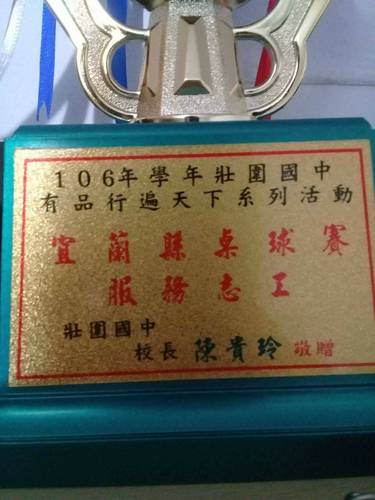 106年學年壯圍國中
有品行遍天下系列活動
宜蘭縣桌球賽
服務志工
壯圍國中
校長 陳貴玲 敬贈